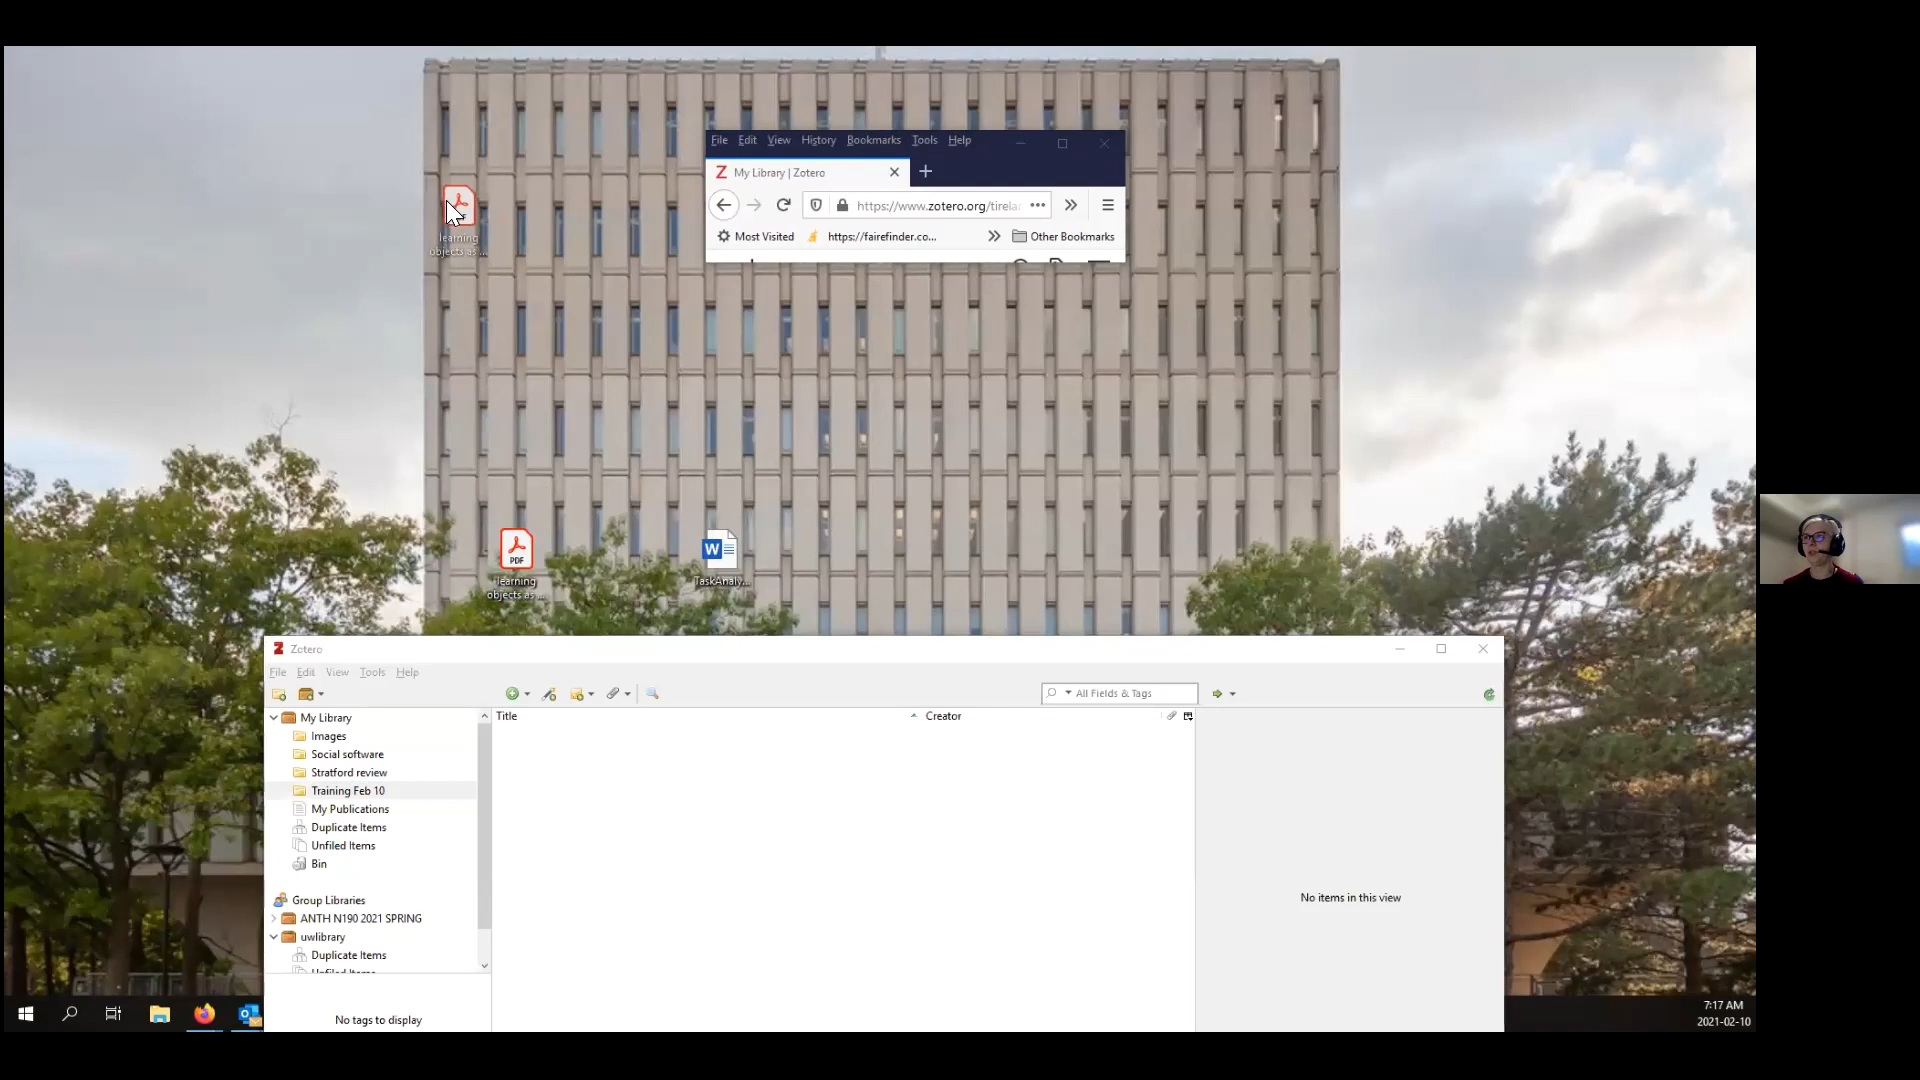 File Edit View History Bookmarks Tools Help
My Library | Zotero
https://www.zotero.org/tirela
Most Visited https://fairefinder.co... Other Bookmarks
learning
objects as ...
PDF
learning
objects as ...
W
TaskAnaly...
Z Zotero
File Edit View Tools Help
All Fields & Tags
My Library
Images
Social software
Stratford review
Training Feb 10
My Publications
Duplicate Items
Unfiled Items
Bin
Group Libraries
ANTH N190 2021 SPRING
uwlibrary
Duplicate Items
Unfiled Items
No tags to display
Title Creator
No items in this view
7:17 AM
2021-02-10